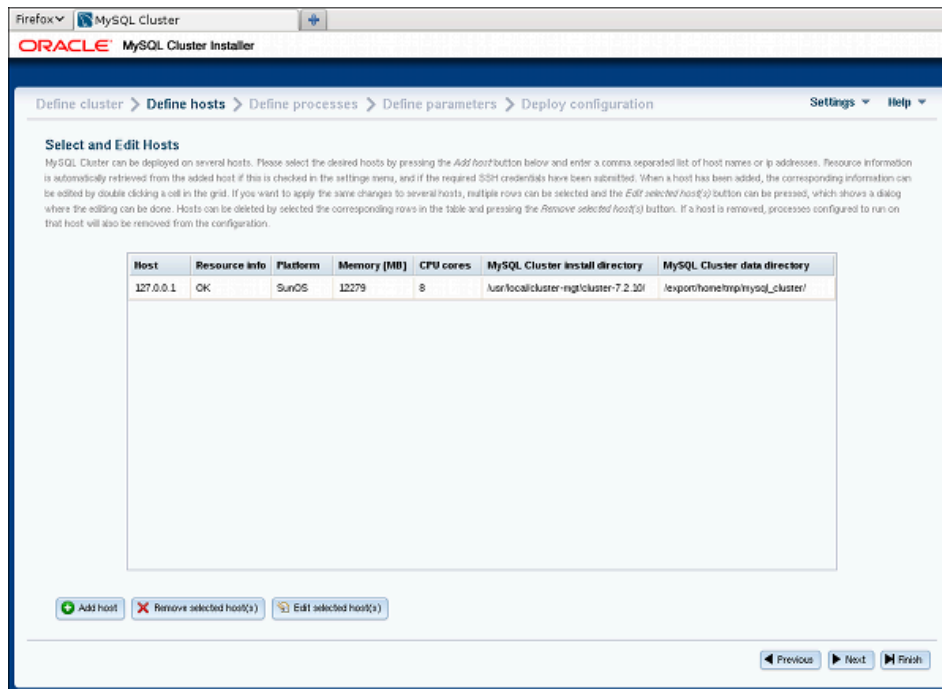 Firefox
MySQL Cluster
ORACLE MySQL Cluster Installer
Define cluster > Define hosts > Define processes > Define parameters > Deploy configuration Settings Help
Select and Edit Hosts
MySQL Cluster can be deployed on several hosts. Please select the desired hosts by pressing the Add host button below and enter a comma separated list of host names or ip addresses. Resource information
is automatically retrieved from the added host if this is checked in the settings menu, and if the required SSH credentials have been submitted. When a host has been added, the corresponding information can
be edited by double clicking a cell in the grid. If you want to apply the same changes to several hosts, multiple rows can be selected and the Edit selected host(s) button can be pressed, which shows a dialog
where the editing can be done. Hosts can be deleted by selected the corresponding rows in the table and pressing the Remove selected host(s) button. If a host is removed, processes configured to run on
that host will also be removed from the configuration.
Host Resource info Platform Memory [MB] CPU cores MySQL Cluster install directory MySQL Cluster data directory
127.0.0.1 OK SunOS 12279 8 /usr/local/cluster-mgt/cluster-7.2.10/ /export/home/tmp/mysql_cluster/
Add host Remove selected host(s) Edit selected host(s)
Previous Next Finish